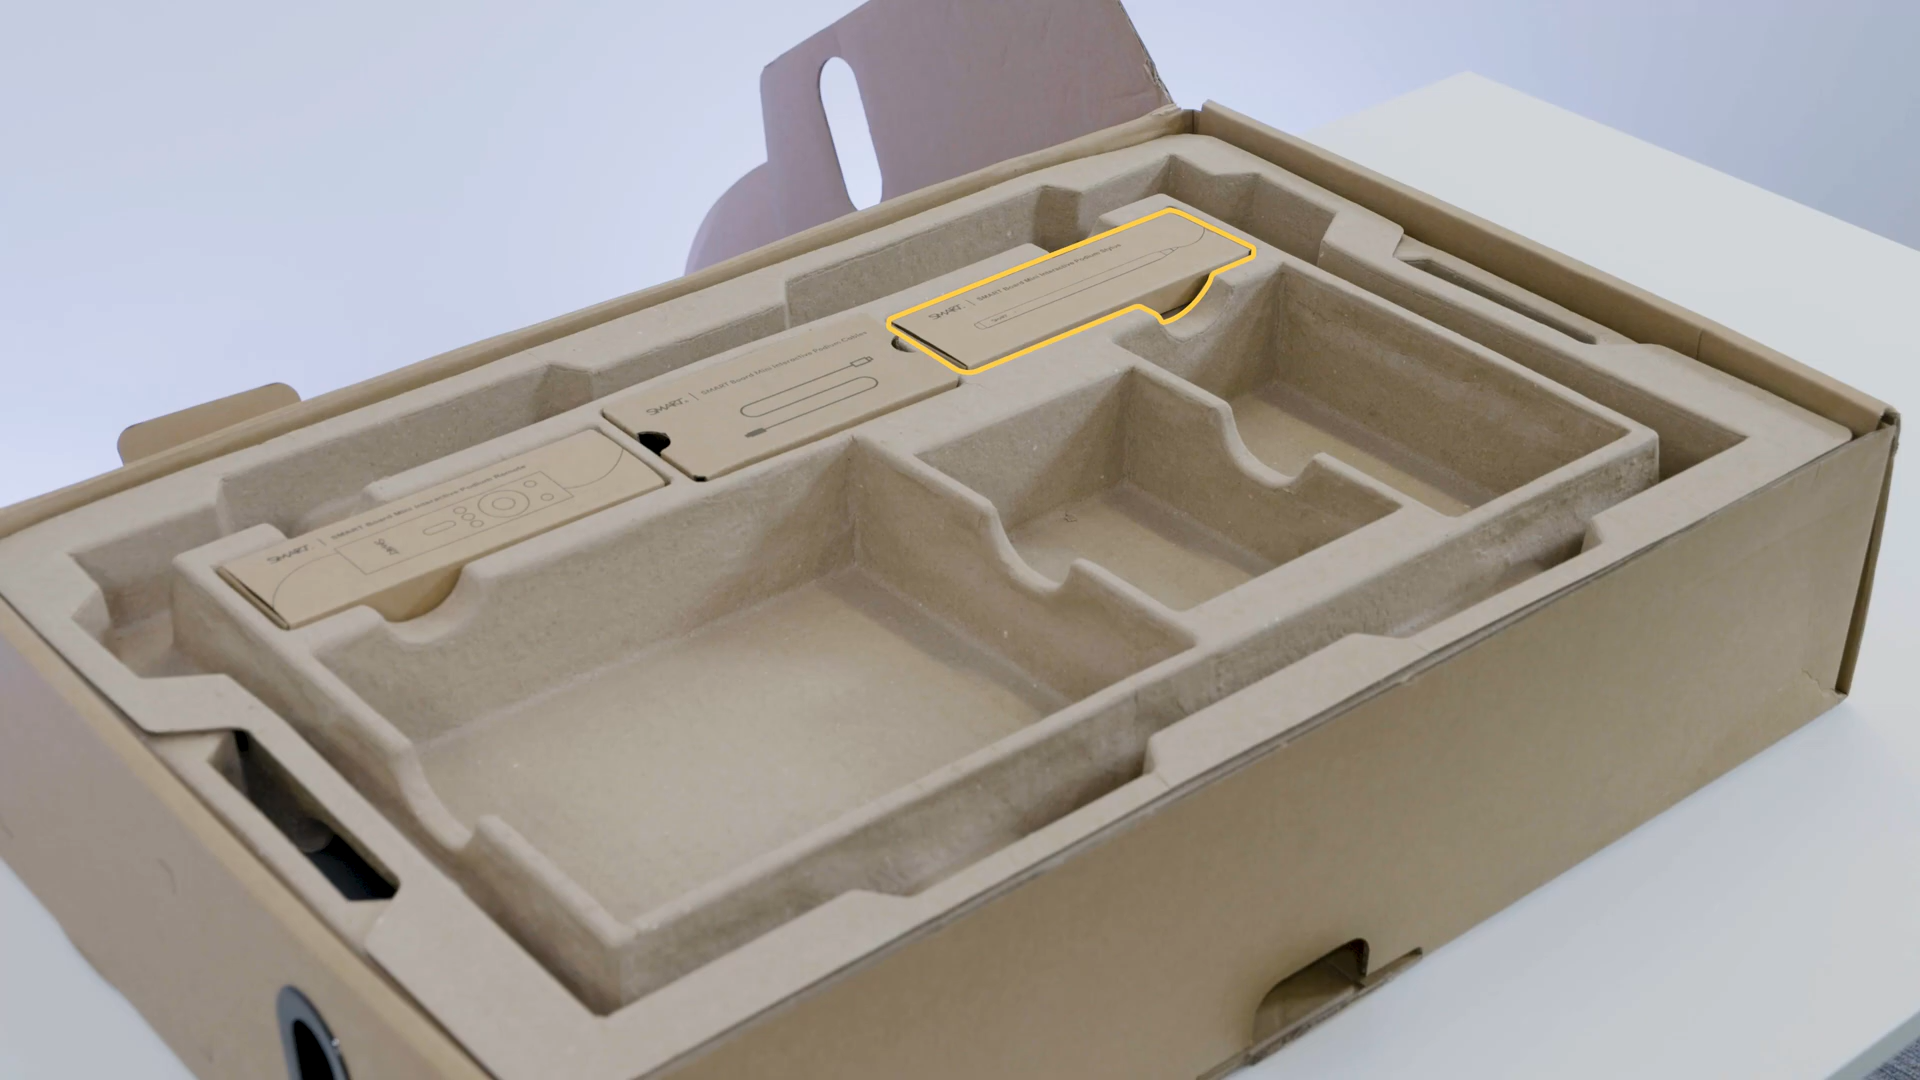 SMART. | SMART Board Mini Interactive Podium Stylus
SMART. | SMART Board Mini Interactive Podium Cables
SMART. | SMART Board Mini Interactive Podium Remote